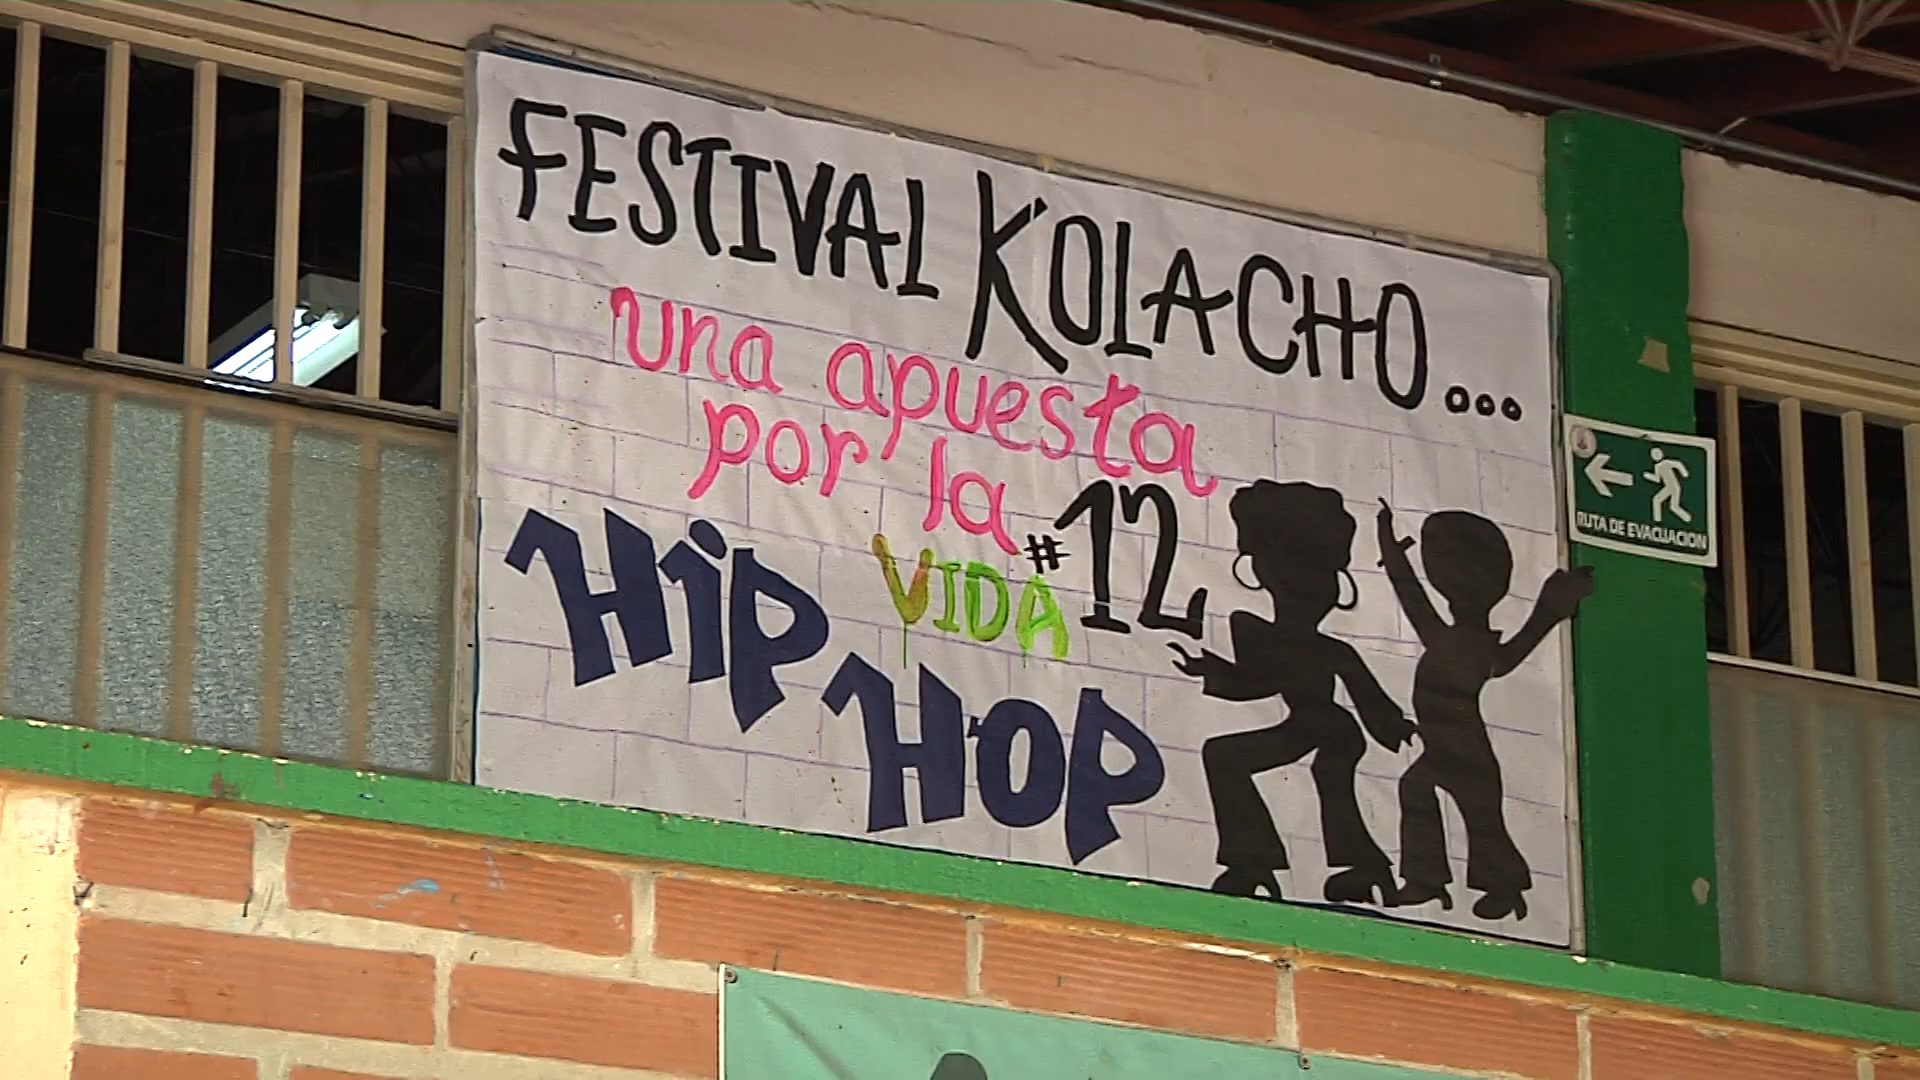 FESTIVAL KOLACHO...
una apuesta
por la
VIDA #12
HiP
HOP
RUTA DE EVACUACION